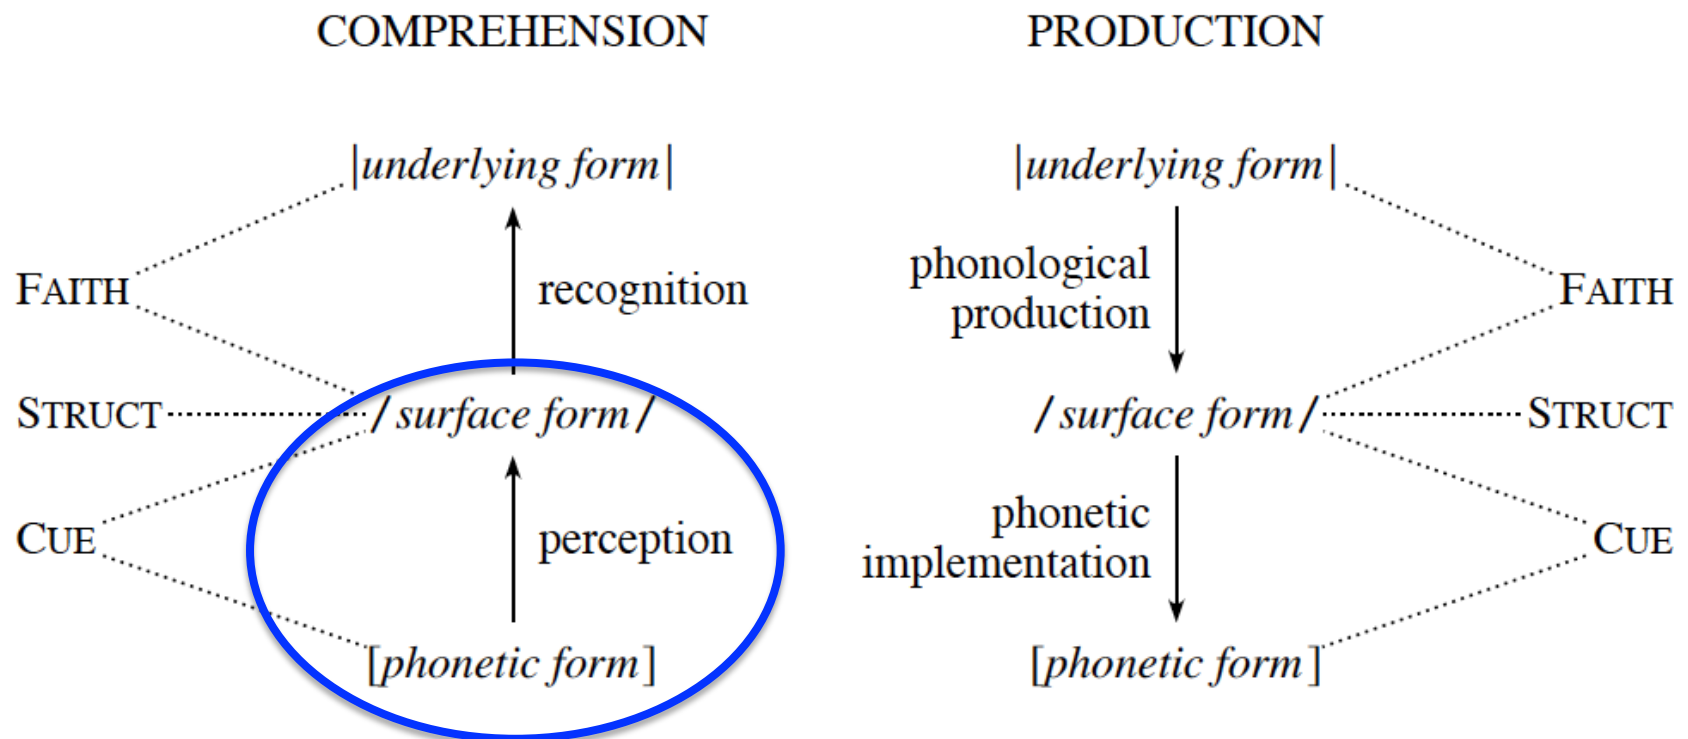 COMPREHENSION PRODUCTION
|underlying form| |underlying form|
FAITH recognition phonological production FAITH
STRUCT /surface form/ /surface form/ STRUCT
CUE perception phonetic implementation CUE
[phonetic form] [phonetic form]